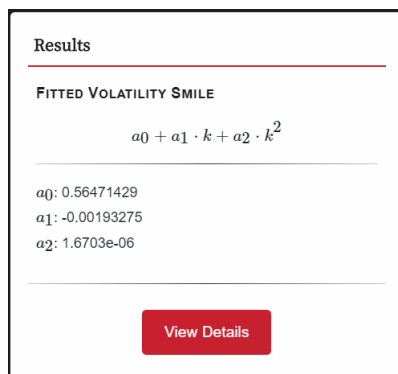 Results
FITTED VOLATILITY SMILE
a0 + a1 · k + a2 · k²
a0: 0.56471429
a1: -0.00193275
a2: 1.6703e-06
View Details